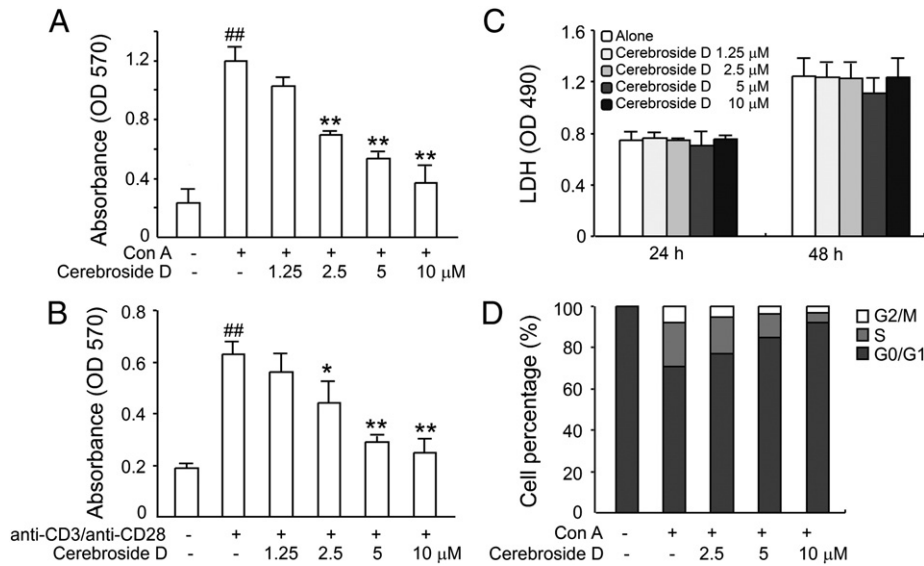 A
Absorbance (OD 570)
1.2
0.8
0.4
0
##
**
**
**
Con A - + + + + +
Cerebroside D - - 1.25 2.5 5 10 μM
B
Absorbance (OD 570)
0.8
0.6
0.4
0.2
0
##
*
**
**
anti-CD3/anti-CD28 - + + + + +
Cerebroside D - - 1.25 2.5 5 10 μM
C
LDH (OD 490)
1.6
1.2
0.8
0.4
0
Alone
Cerebroside D 1.25 μM
Cerebroside D 2.5 μM
Cerebroside D 5 μM
Cerebroside D 10 μM
24 h 48 h
D
Cell percentage (%)
100
80
60
40
20
0
G2/M
S
G0/G1
Con A - + + + +
Cerebroside D - - 2.5 5 10 μM